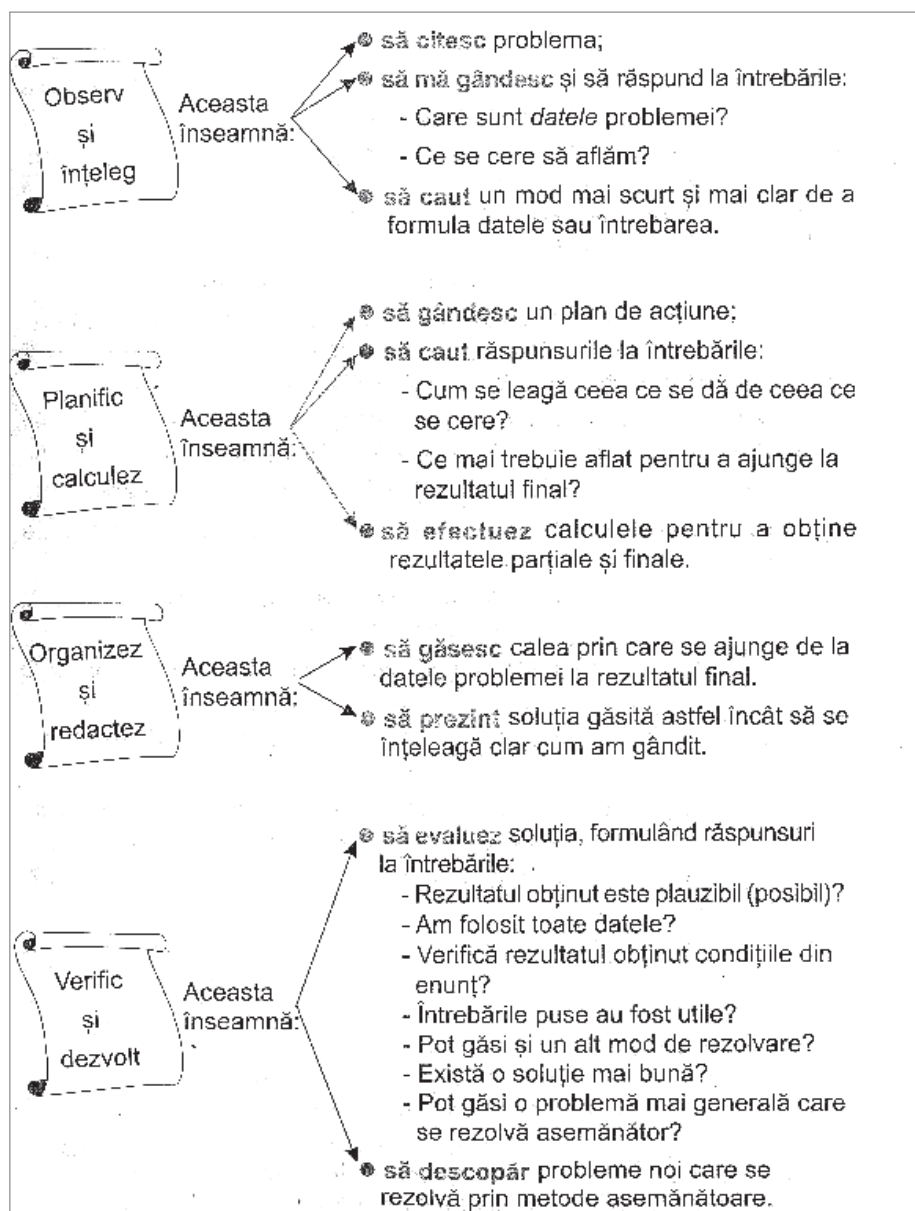 Observ
și
înțeleg
Aceasta
înseamnă:
să citesc problema;
să mă gândesc și să răspund la întrebările:
- Care sunt datele problemei?
- Ce se cere să aflăm?
să caut un mod mai scurt și mai clar de a
formula datele sau întrebarea.
Planific
și
calculez
Aceasta
înseamnă:
să gândesc un plan de acțiune;
să caut răspunsurile la întrebările:
- Cum se leagă ceea ce se dă de ceea ce
se cere?
- Ce mai trebuie aflat pentru a ajunge la
rezultatul final?
să efectuez calculele pentru a obține
rezultatele parțiale și finale.
Organizez
și
redactez
Aceasta
înseamnă:
să găsesc calea prin care se ajunge de la
datele problemei la rezultatul final.
să prezint soluția găsită astfel încât să se
înțeleagă clar cum am gândit.
Verific
și
dezvolt
Aceasta
înseamnă:
să evaluez soluția, formulând răspunsuri
la întrebările:
- Rezultatul obținut este plauzibil (posibil)?
- Am folosit toate datele?
- Verifică rezultatul obținut condițiile din
enunț?
- Întrebările puse au fost utile?
- Pot găsi și un alt mod de rezolvare?
- Există o soluție mai bună?
- Pot găsi o problemă mai generală care
se rezolvă asemănător?
să descopăr probleme noi care se
rezolvă prin metode asemănătoare.